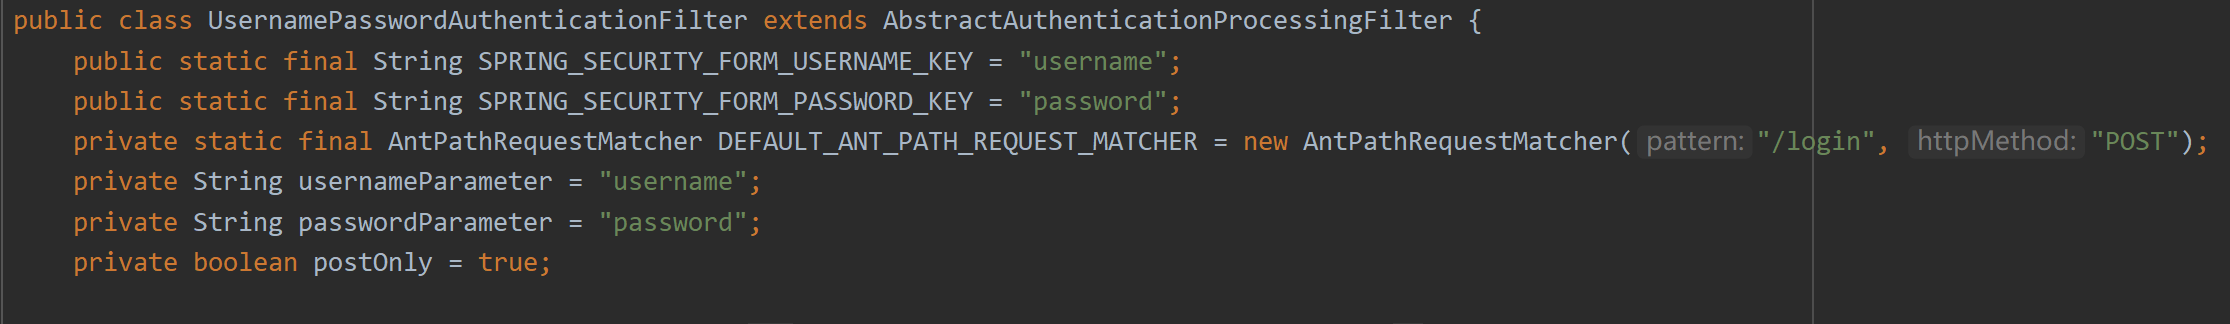 public class UsernamePasswordAuthenticationFilter extends AbstractAuthenticationProcessingFilter {
    public static final String SPRING_SECURITY_FORM_USERNAME_KEY = "username";
    public static final String SPRING_SECURITY_FORM_PASSWORD_KEY = "password";
    private static final AntPathRequestMatcher DEFAULT_ANT_PATH_REQUEST_MATCHER = new AntPathRequestMatcher( pattern: "/login", httpMethod: "POST");
    private String usernameParameter = "username";
    private String passwordParameter = "password";
    private boolean postOnly = true;